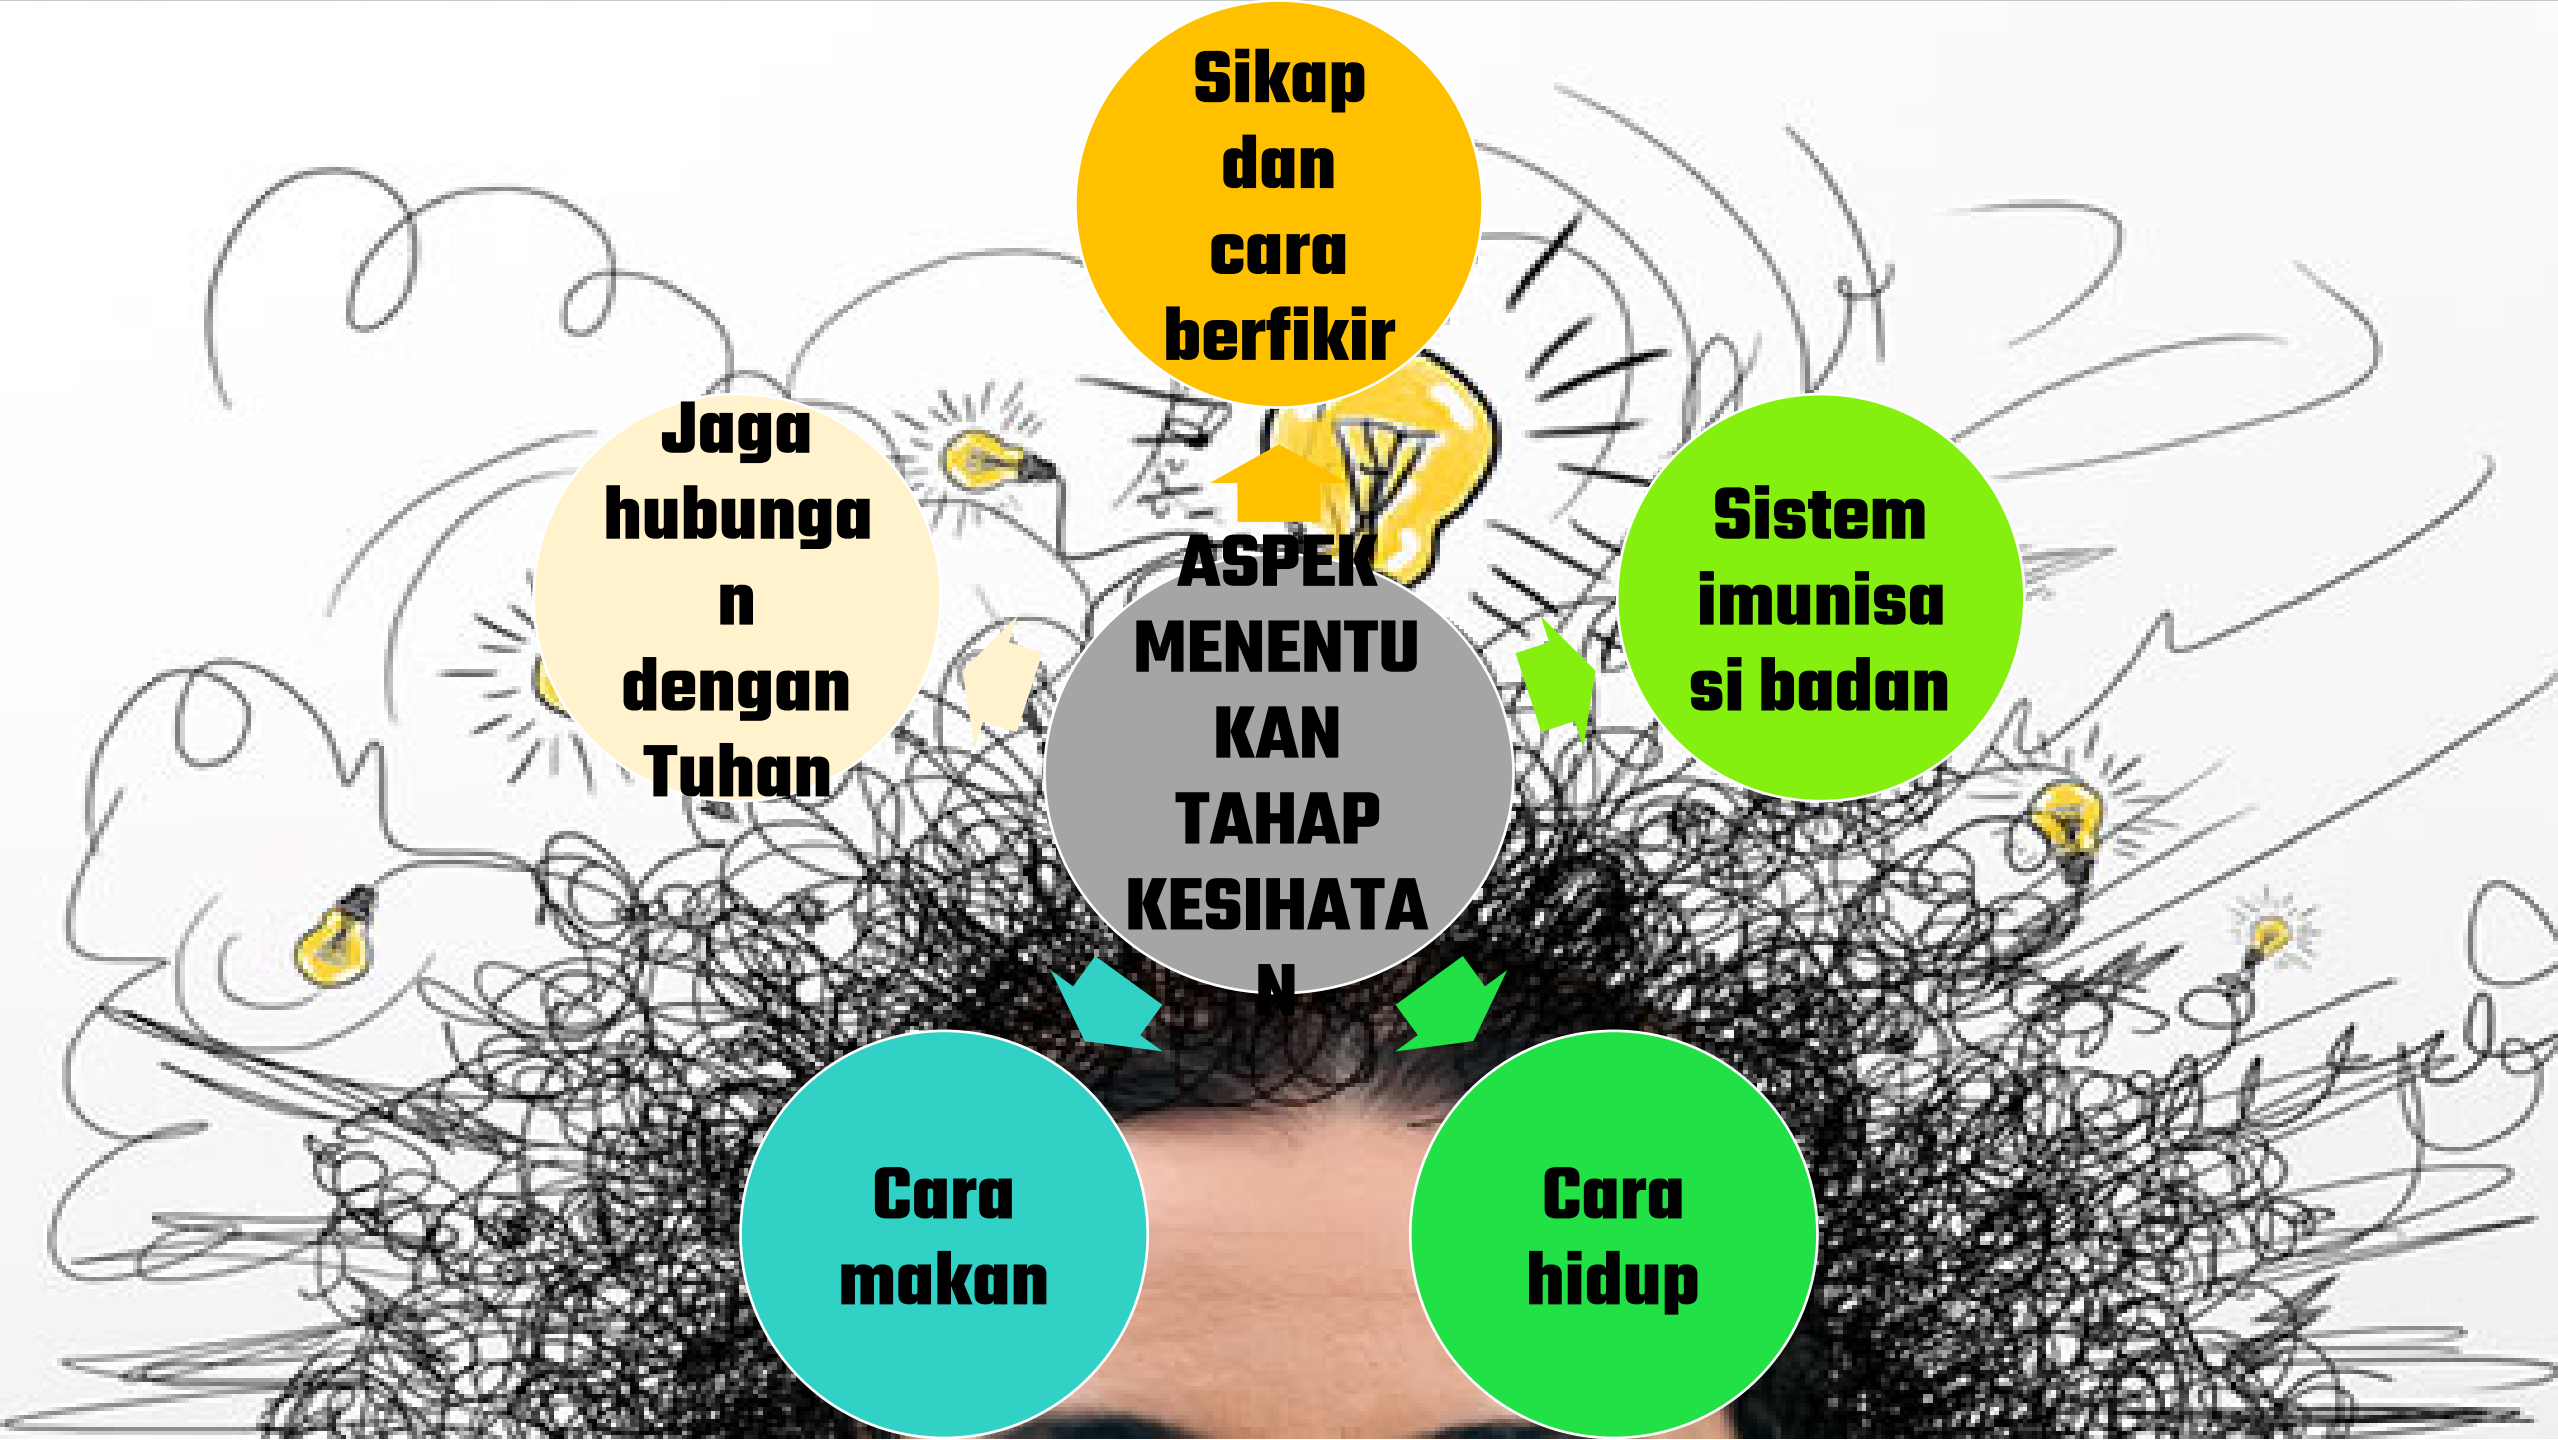 Sikap
dan
cara
berfikir
Jaga
hubunga
n
dengan
Tuhan
ASPEK
MENENTU
KAN
TAHAP
KESIHATA
N
Sistem
imunisa
si badan
Cara
makan
Cara
hidup